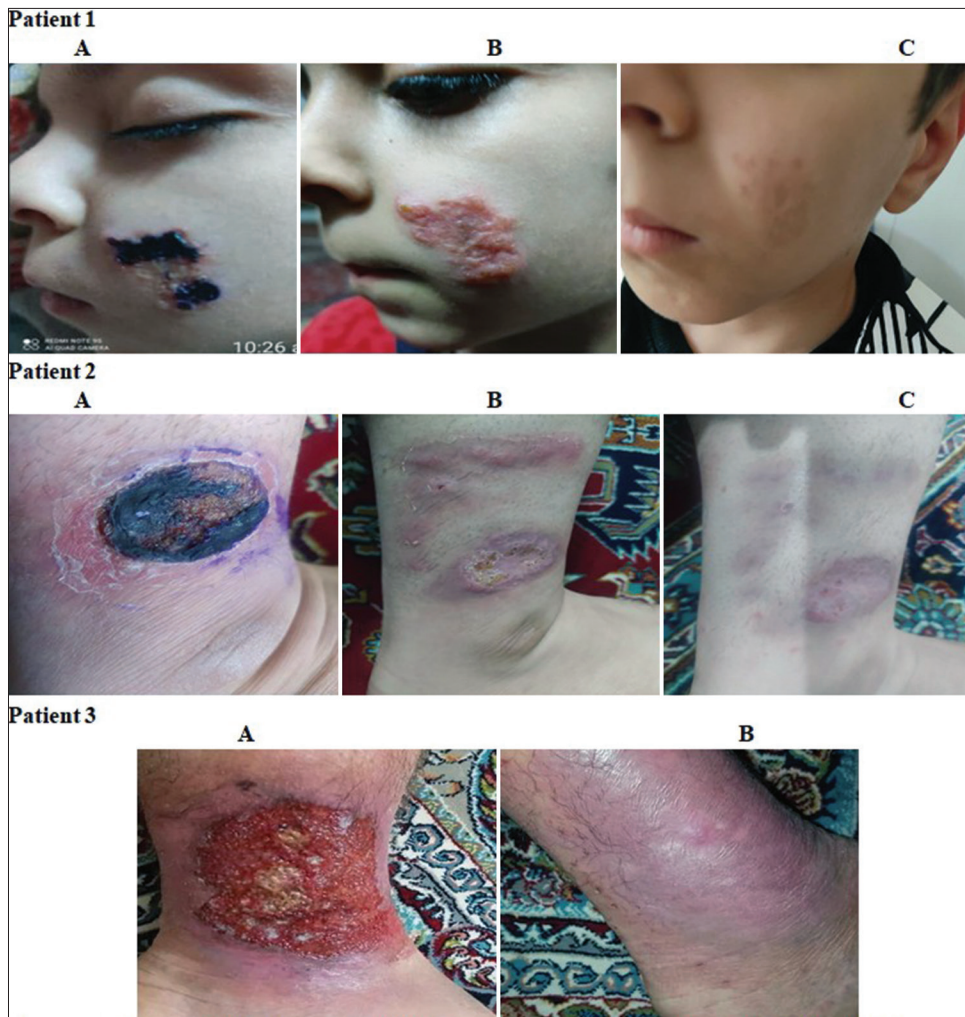 Patient 1
A B C
REDMI NOTE 9S
AI QUAD CAMERA
10:26 a
Patient 2
A B C
Patient 3
A B